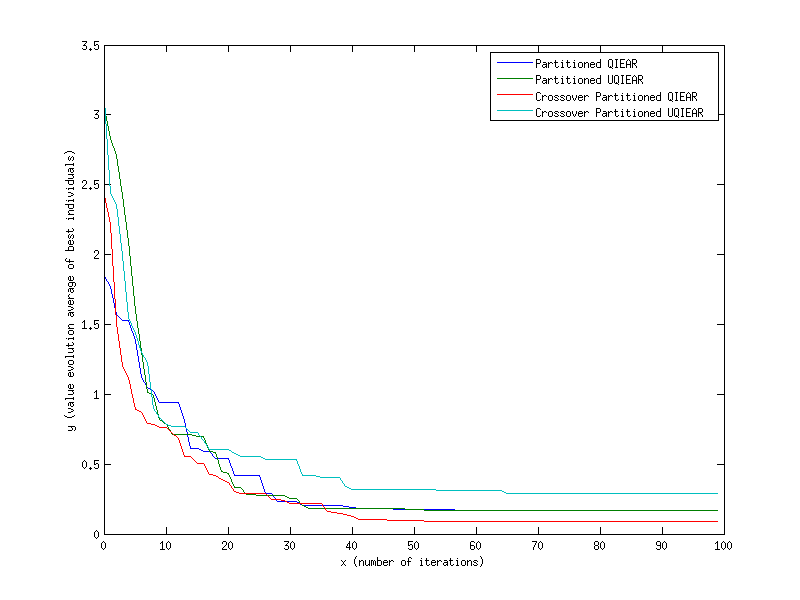 3.5
3
2.5
2
1.5
1
0.5
0
y (value evolution average of best individuals)
Partitioned QIEAR
Partitioned UQIEAR
Crossover Partitioned QIEAR
Crossover Partitioned UQIEAR
0 10 20 30 40 50 60 70 80 90 100
x (number of iterations)